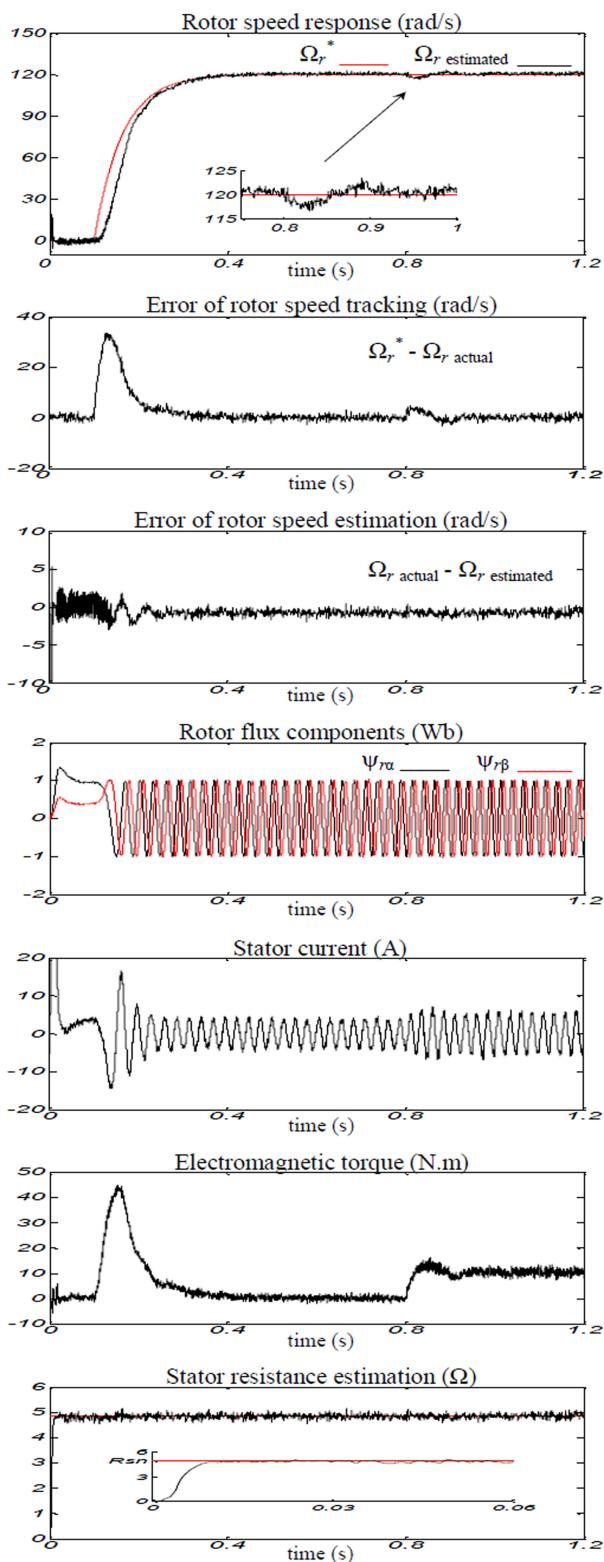 Rotor speed response (rad/s)
150
120
90
60
30
0
Ωr* Ωr estimated
125
120
115
0.8 0.9 1
0 0.4 0.8 1.2
time (s)
Error of rotor speed tracking (rad/s)
40
20
0
-20
Ωr* - Ωr actual
0 0.4 0.8 1.2
time (s)
Error of rotor speed estimation (rad/s)
10
5
0
-5
-10
Ωr actual - Ωr estimated
0 0.4 0.8 1.2
time (s)
Rotor flux components (Wb)
2
1
0
-1
-2
ψrα ψrβ
0 0.4 0.8 1.2
time (s)
Stator current (A)
20
10
0
-10
-20
0 0.4 0.8 1.2
time (s)
Electromagnetic torque (N.m)
50
40
30
20
10
0
-10
0 0.4 0.8 1.2
time (s)
Stator resistance estimation (Ω)
6
5
4
3
2
1
0
6
Rsn
3
0
0 0.03 0.06
0 0.4 0.8 1.2
time (s)